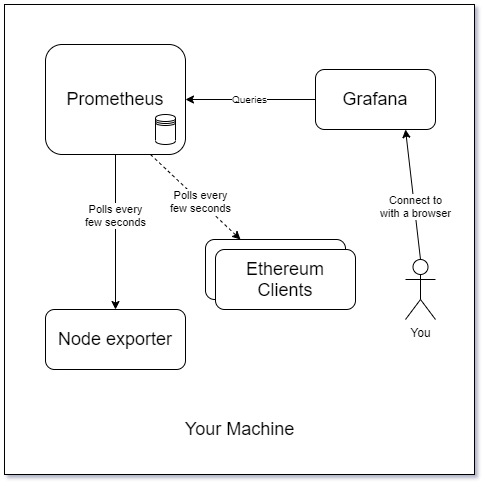 Prometheus
Queries
Grafana
Polls every
few seconds
Polls every
few seconds
Connect to
with a browser
Ethereum
Clients
Node exporter
You
Your Machine